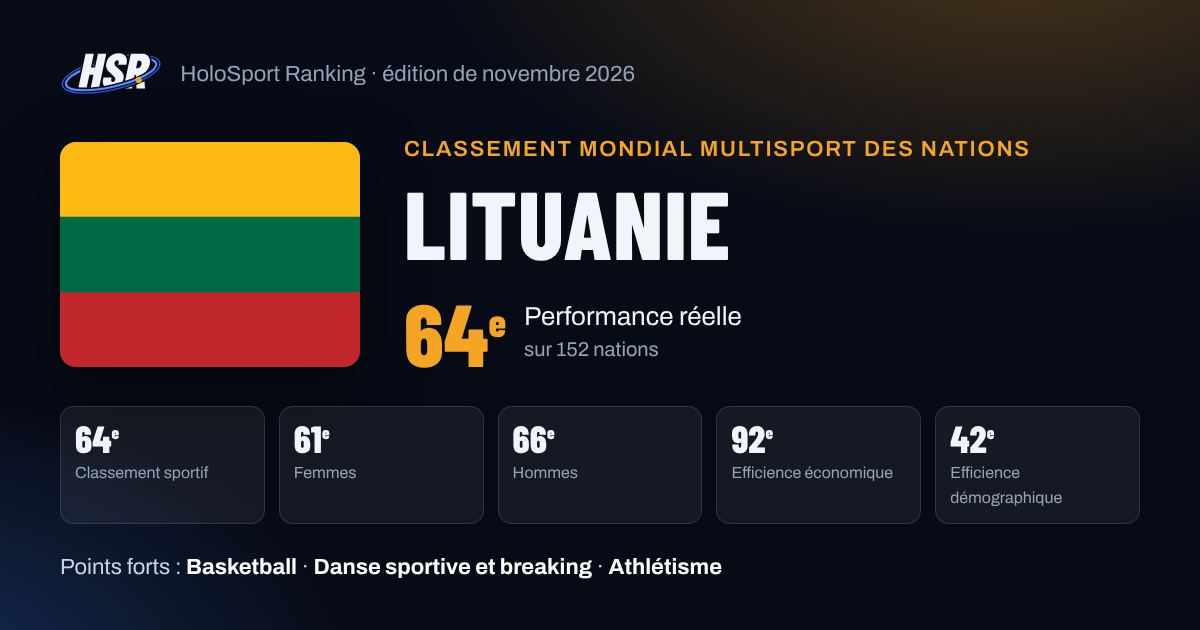 HSR
HoloSport Ranking · édition de novembre 2026
CLASSEMENT MONDIAL MULTISPORT DES NATIONS
LITUANIE
64e Performance réelle
sur 152 nations
64e
Classement sportif
61e
Femmes
66e
Hommes
92e
Efficience économique
42e
Efficience
démographique
Points forts : Basketball · Danse sportive et breaking · Athlétisme